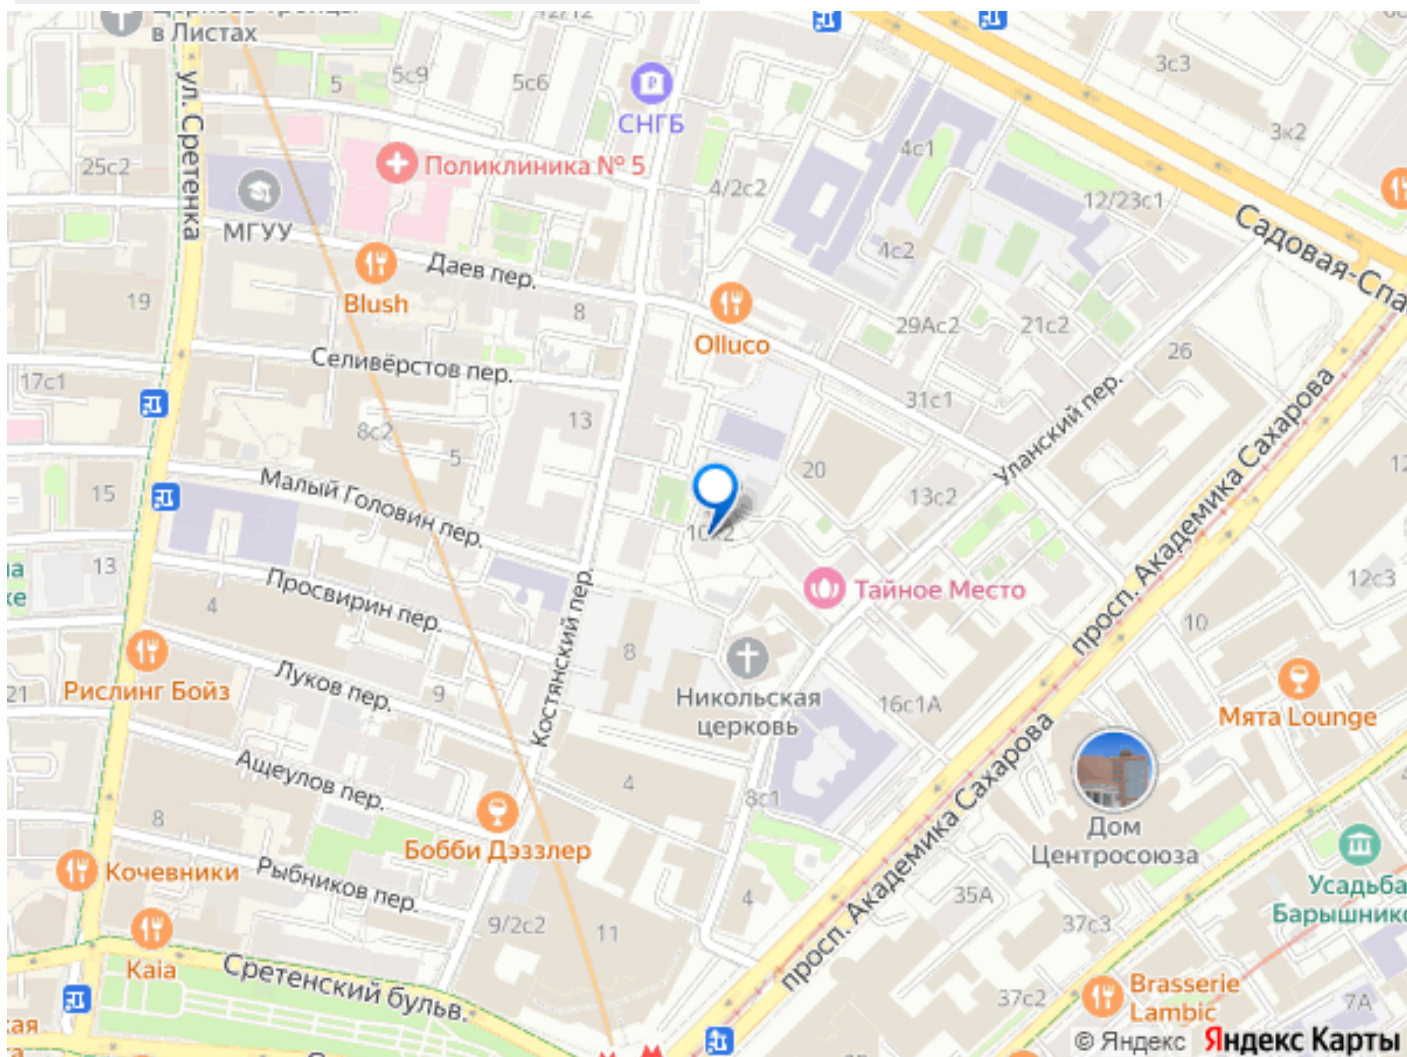 в Листах
12/12
5с9
5
5с6
СНГБ
3с3
3к2
4с1
ул. Сретенка
25с2
Поликлиника № 5
4/2с2
12/23с1
МГУУ
Садовая-Спа
4с2
Даев пер.
19
Blush
8
Olluco
29Ас2
21с2
26
Селивёрстов пер.
17с1
31с1
8с2
13
Уланский пер.
просп. Академика Сахарова
5
20
15
Малый Головин пер.
13с2
12
13
Просвирин пер.
4
Тайное Место
12с3
10
Костянский пер.
8
Луков пер.
9
Рислинг Бойз
21
Никольская
церковь
16с1А
Мята Lounge
Ащеулов пер.
4
8с1
просп. Академика Сахарова
8
Бобби Дэззлер
Дом
Центросоюза
Кочевники
Рыбников пер.
4
35А
Усадьба
Барышнико
9/2с2
11
37с3
Kaia
Сретенский бульв.
37с2
Brasserie
Lambic
7А
© Яндекс Яндекс Карты